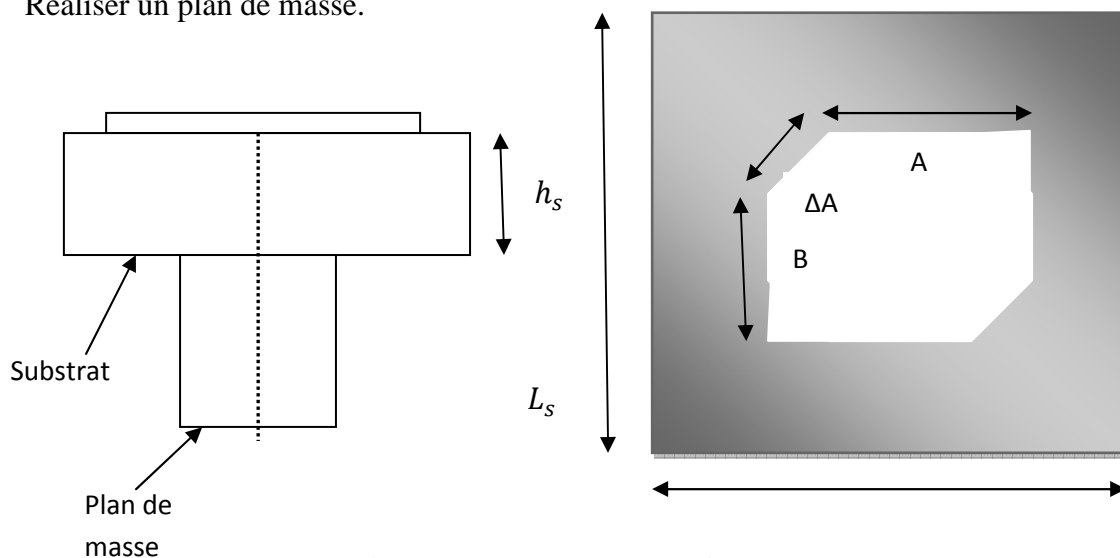 Réaliser un plan de masse.
A
ΔA
h_s
B
Substrat
L_s
Plan de
masse